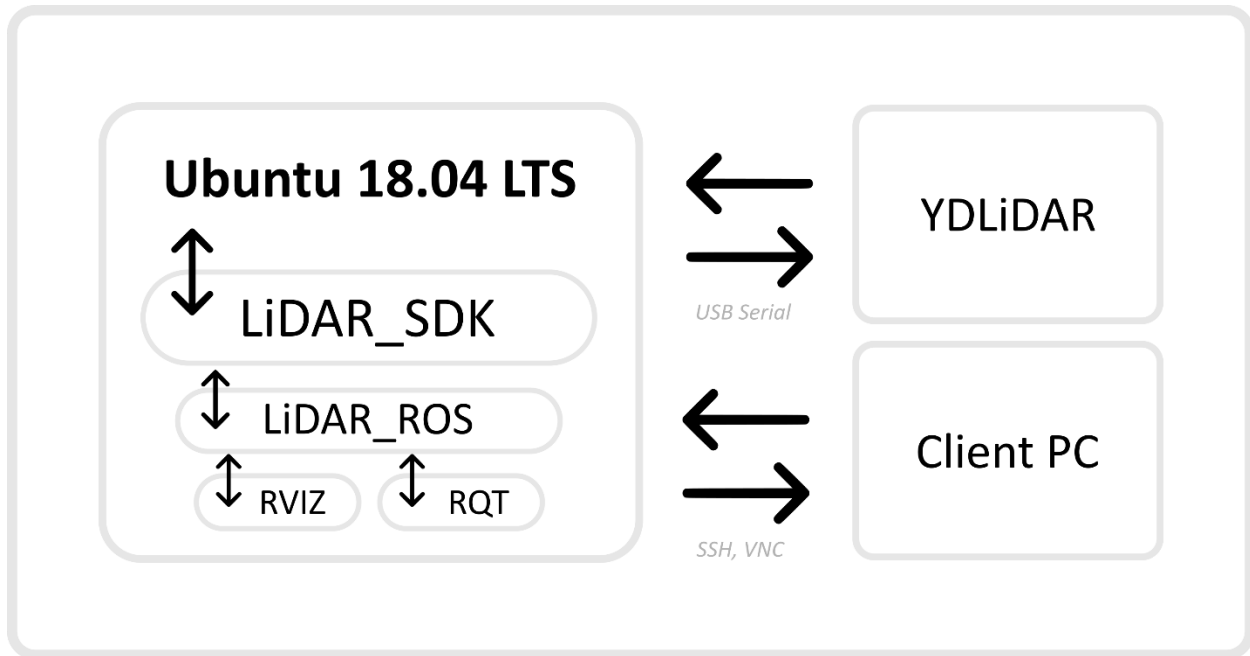 Ubuntu 18.04 LTS
LiDAR_SDK
LiDAR_ROS
RVIZ
RQT
YDLiDAR
USB Serial
Client PC
SSH, VNC